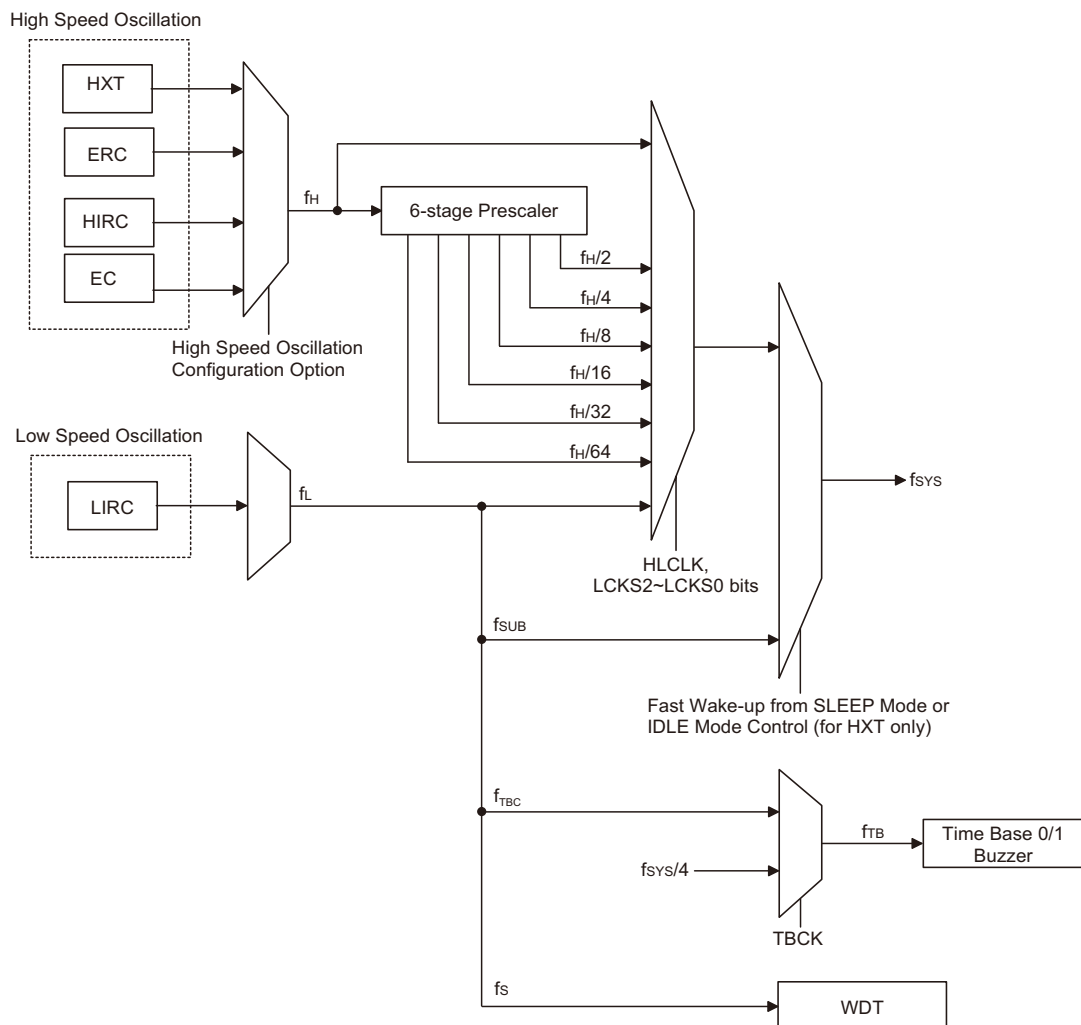 High Speed Oscillation
HXT
ERC
HIRC
EC
fH
6-stage Prescaler
fH/2
fH/4
fH/8
fH/16
fH/32
fH/64
High Speed Oscillation
Configuration Option
Low Speed Oscillation
LIRC
fL
HLCLK,
LCKS2~LCKS0 bits
fSYS
fSUB
Fast Wake-up from SLEEP Mode or
IDLE Mode Control (for HXT only)
fTBC
fSYS/4
fTB
Time Base 0/1
Buzzer
TBCK
fS
WDT